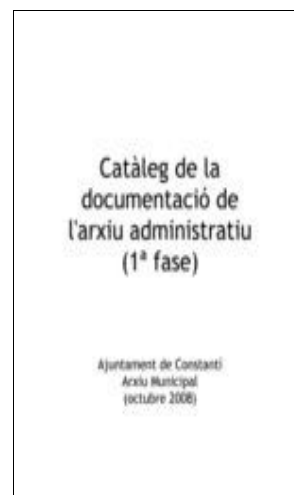 Catàleg de la
documentació de
l'arxiu administratiu
(1ª fase)
Ajuntament de Constantí
Arxiu Municipal
(octubre 2008)